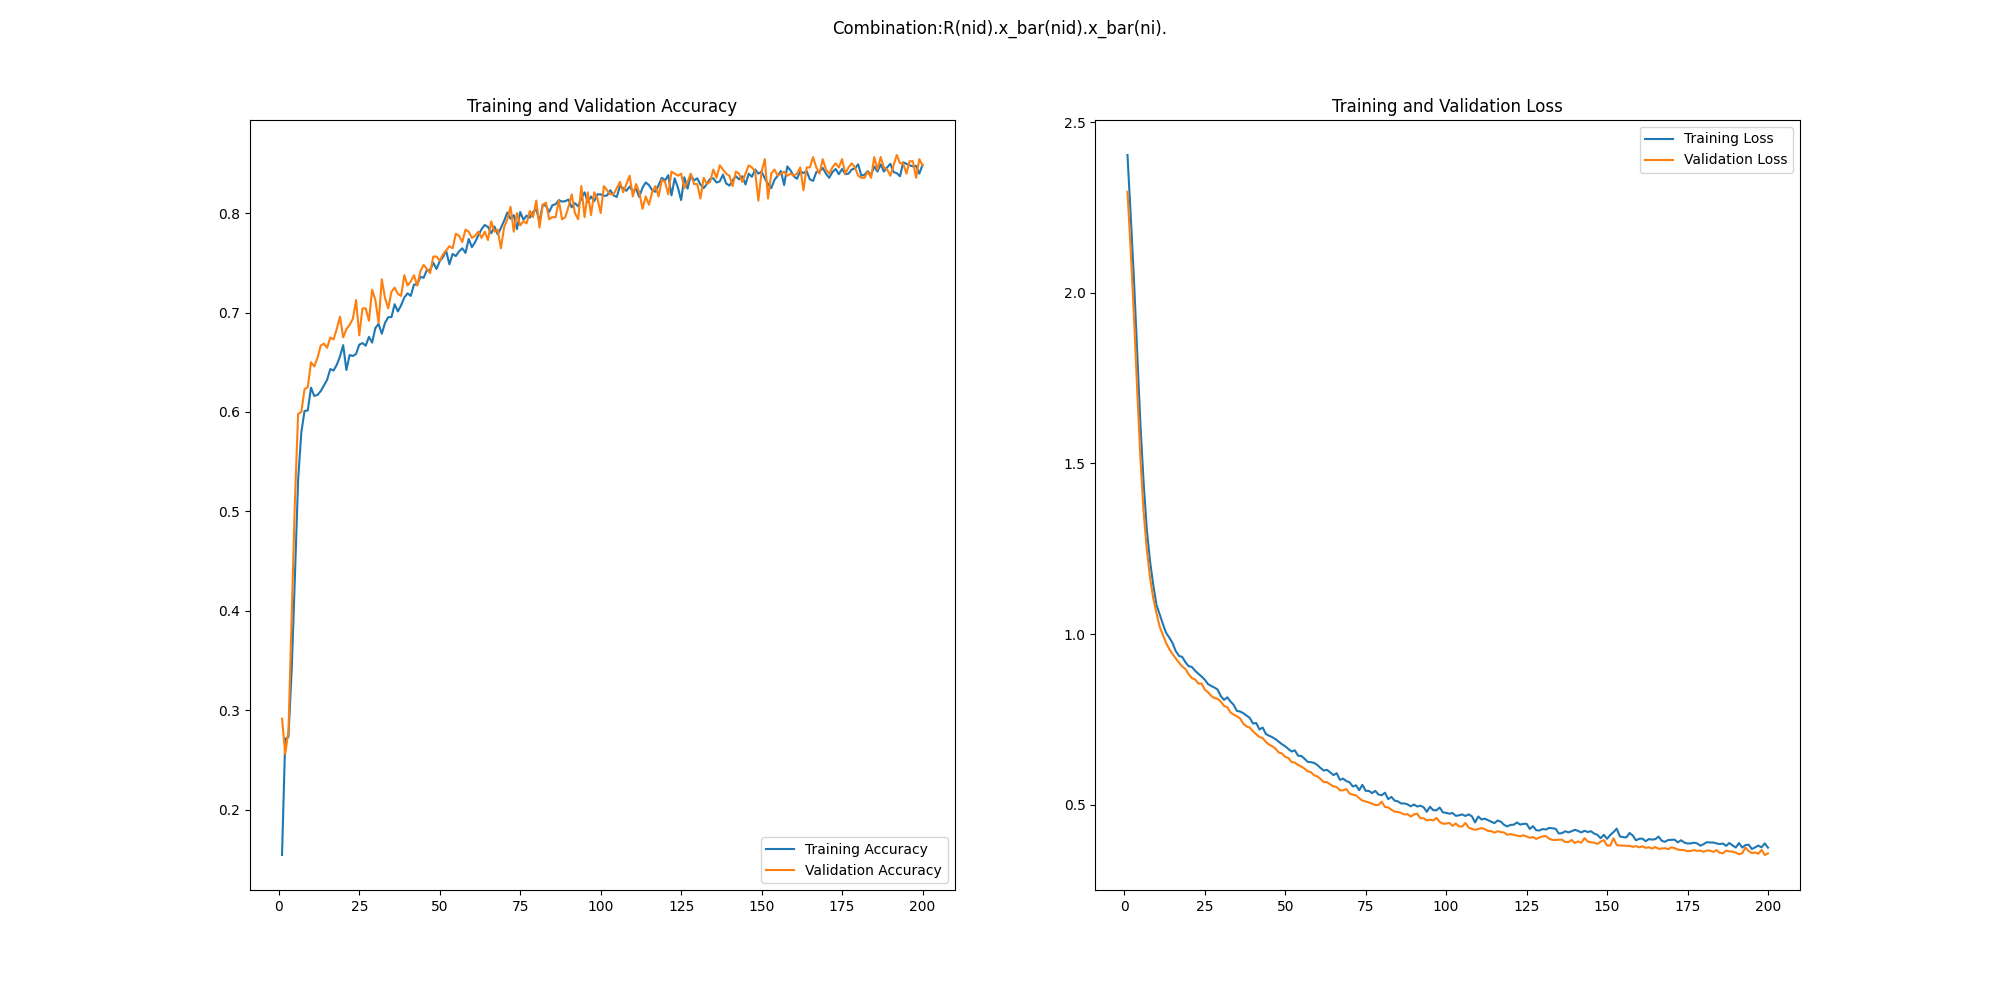 Combination:R(nid).x_bar(nid).x_bar(ni).
Training and Validation Accuracy
0.8
0.7
0.6
0.5
0.4
0.3
0.2
Training Accuracy
Validation Accuracy
0 25 50 75 100 125 150 175 200
Training and Validation Loss
2.5
2.0
1.5
1.0
0.5
Training Loss
Validation Loss
0 25 50 75 100 125 150 175 200